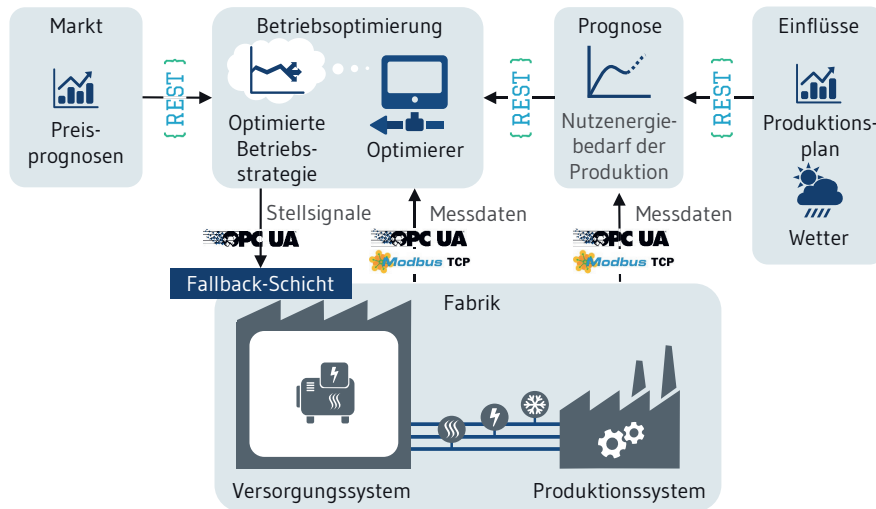 Markt
Preis-
prognosen
{REST}
Betriebsoptimierung
Optimierte
Betriebs-
strategie
Optimierer
{REST}
Prognose
Nutzenergie-
bedarf der
Produktion
{REST}
Einflüsse
Produktions-
plan
Wetter
Stellsignale
OPC UA
Messdaten
OPC UA
Modbus TCP
Messdaten
OPC UA
Modbus TCP
Fallback-Schicht
Fabrik
Versorgungssystem
Produktionssystem